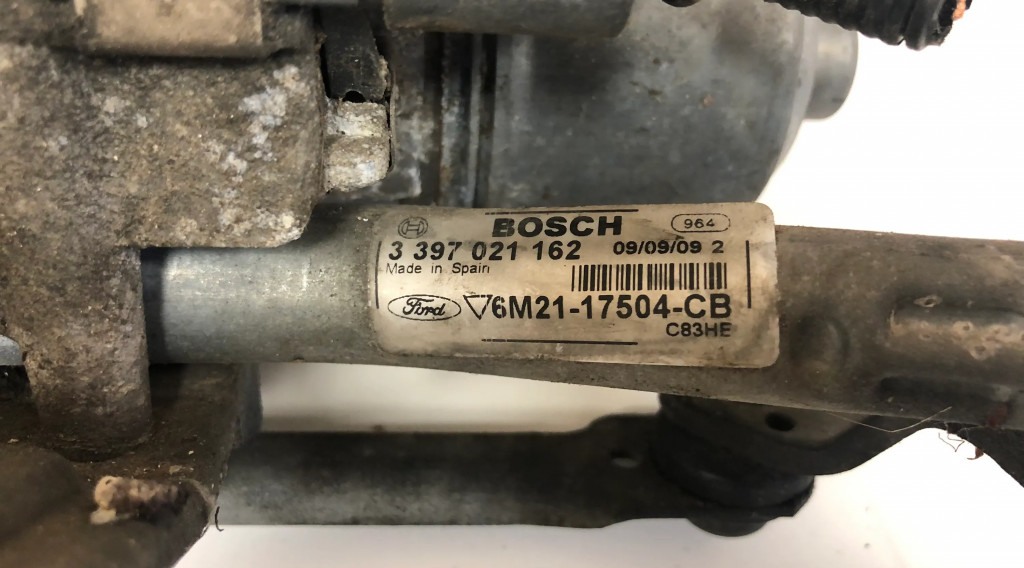 BOSCH 964
3 397 021 162 09/09/09 2
Made in Spain
Ford 6M21-17504-CB
C83HE